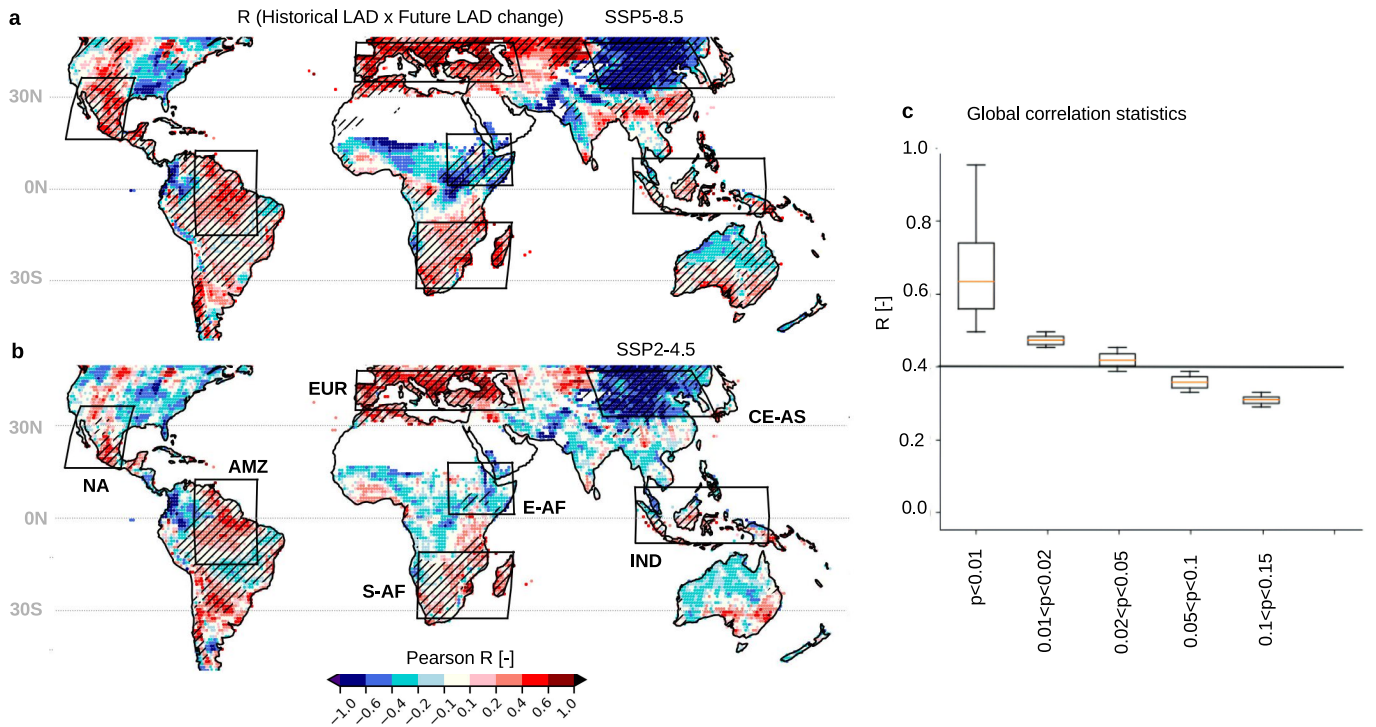 a
R (Historical LAD x Future LAD change)
SSP5-8.5
30N
0N
30S
b
SSP2-4.5
EUR
CE-AS
30N
NA
AMZ
E-AF
0N
IND
S-AF
30S
Pearson R [-]
−1.0
−0.6
−0.4
−0.2
−0.1
0.1
0.2
0.4
0.6
1.0
c
Global correlation statistics
1.0
0.8
0.6
0.4
0.2
0.0
R [-]
p<0.01
0.01<p<0.02
0.02<p<0.05
0.05<p<0.1
0.1<p<0.15